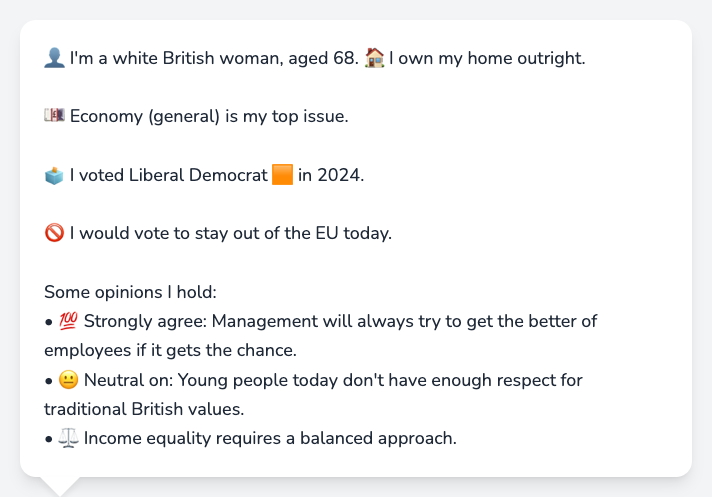 👤 I'm a white British woman, aged 68. 🏠 I own my home outright.
💷 Economy (general) is my top issue.
🗳️ I voted Liberal Democrat 🟧 in 2024.
🚫 I would vote to stay out of the EU today.
Some opinions I hold:
• 💯 Strongly agree: Management will always try to get the better of
employees if it gets the chance.
• 😐 Neutral on: Young people today don't have enough respect for
traditional British values.
• ⚖️ Income equality requires a balanced approach.